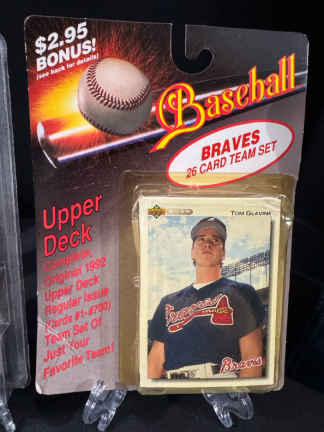 $2.95
BONUS!
(see back for details)
Baseball
BRAVES
26 CARD TEAM SET
Upper
Deck
Complete,
Original 1992
Upper Deck
Regular Issue
(Cards #1-#700)
Team Set Of
Just Your
Favorite Team!
TOM GLAVINE
Braves
Braves